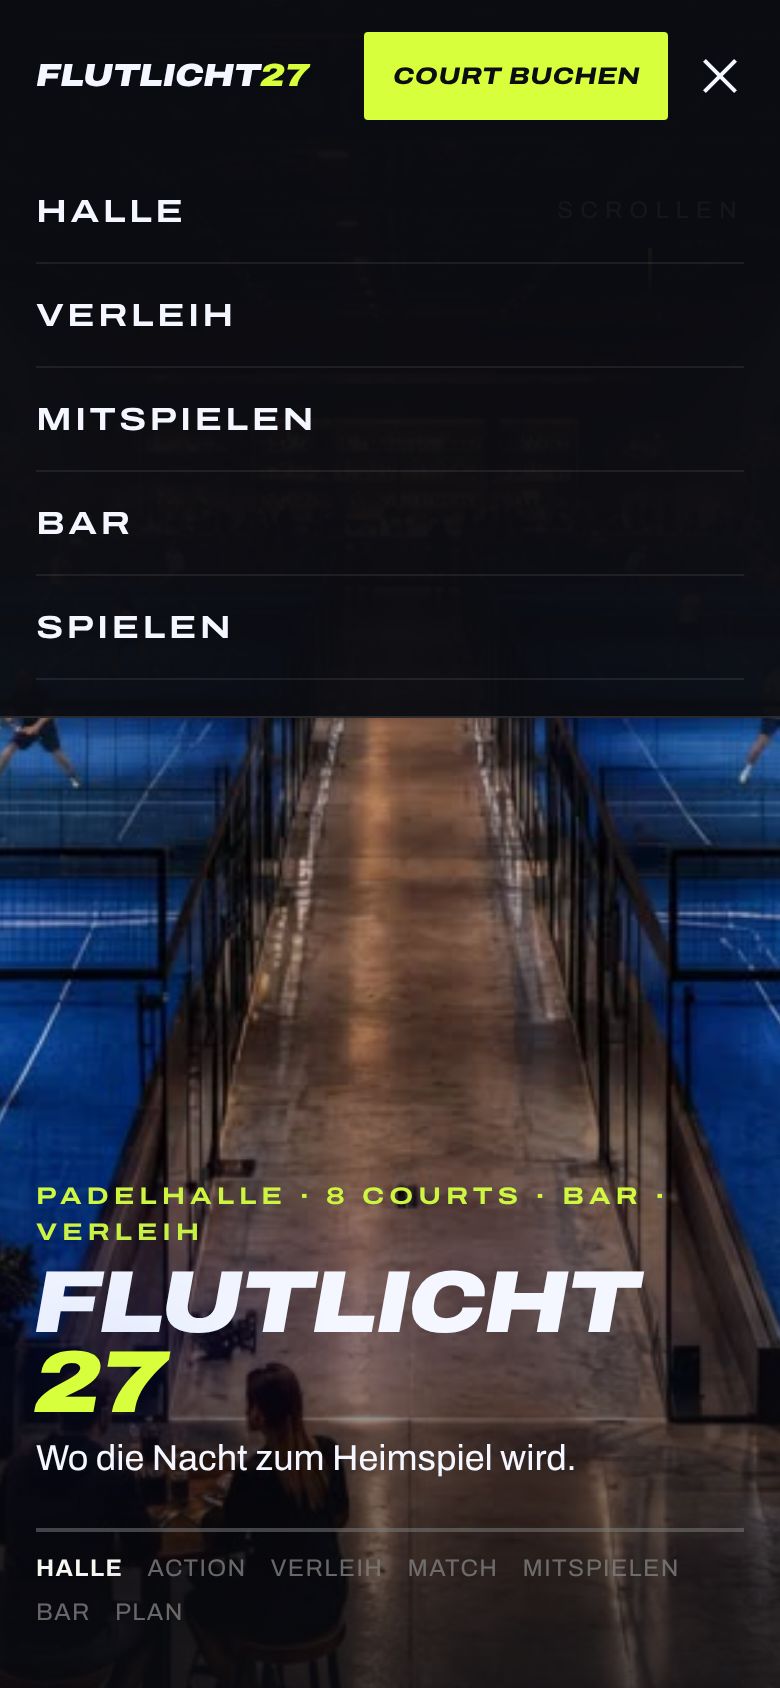 FLUTLICHT27
COURT BUCHEN
HALLE
SCROLLEN
VERLEIH
MITSPIELEN
BAR
SPIELEN
PADELHALLE · 8 COURTS · BAR ·
VERLEIH
FLUTLICHT
27
Wo die Nacht zum Heimspiel wird.
HALLE ACTION VERLEIH MATCH MITSPIELEN
BAR PLAN